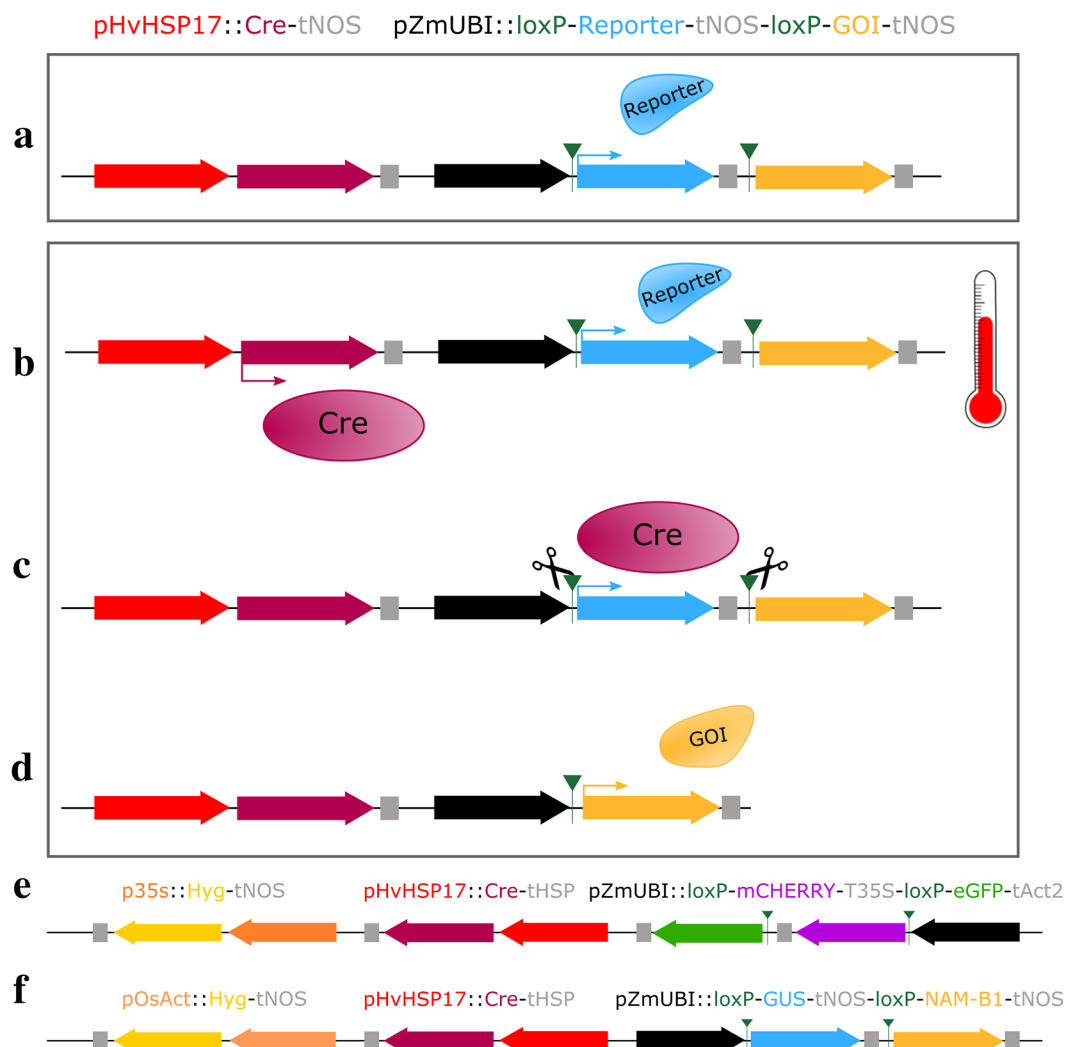 pHvHSP17::Cre-tNOS pZmUBI::loxP-Reporter-tNOS-loxP-GOI-tNOS
a
Reporter
b
Reporter
Cre
c
Cre
d
GOI
e
p35s::Hyg-tNOS pHvHSP17::Cre-tHSP pZmUBI::loxP-mCHERRY-T35S-loxP-eGFP-tAct2
f
pOsAct::Hyg-tNOS pHvHSP17::Cre-tHSP pZmUBI::loxP-GUS-tNOS-loxP-NAM-B1-tNOS